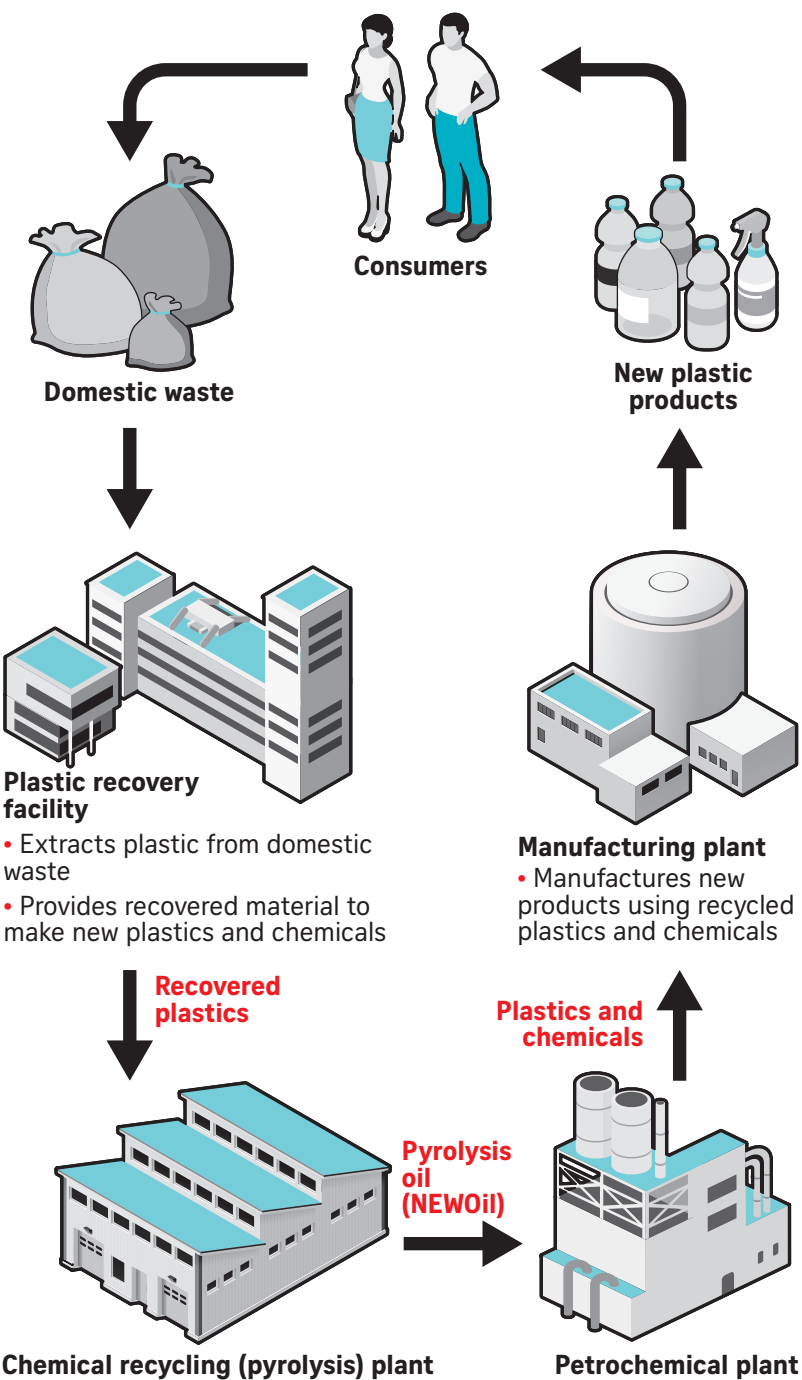 Consumers
Domestic waste
New plastic
products
Plastic recovery
facility
• Extracts plastic from domestic
waste
• Provides recovered material to
make new plastics and chemicals
Manufacturing plant
• Manufactures new
products using recycled
plastics and chemicals
Recovered
plastics
Plastics and
chemicals
Pyrolysis
oil
(NEWOil)
Chemical recycling (pyrolysis) plant
Petrochemical plant